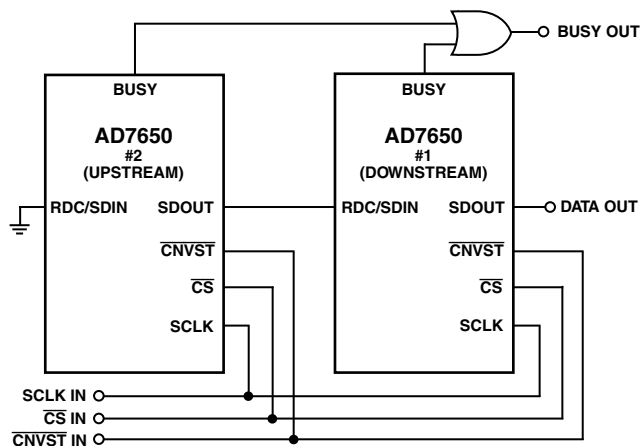 BUSY OUT
BUSY
AD7650
#2
(UPSTREAM)
RDC/SDIN SDOUT
CNVST
CS
SCLK
BUSY
AD7650
#1
(DOWNSTREAM)
RDC/SDIN SDOUT
CNVST
CS
SCLK
DATA OUT
SCLK IN
CS IN
CNVST IN